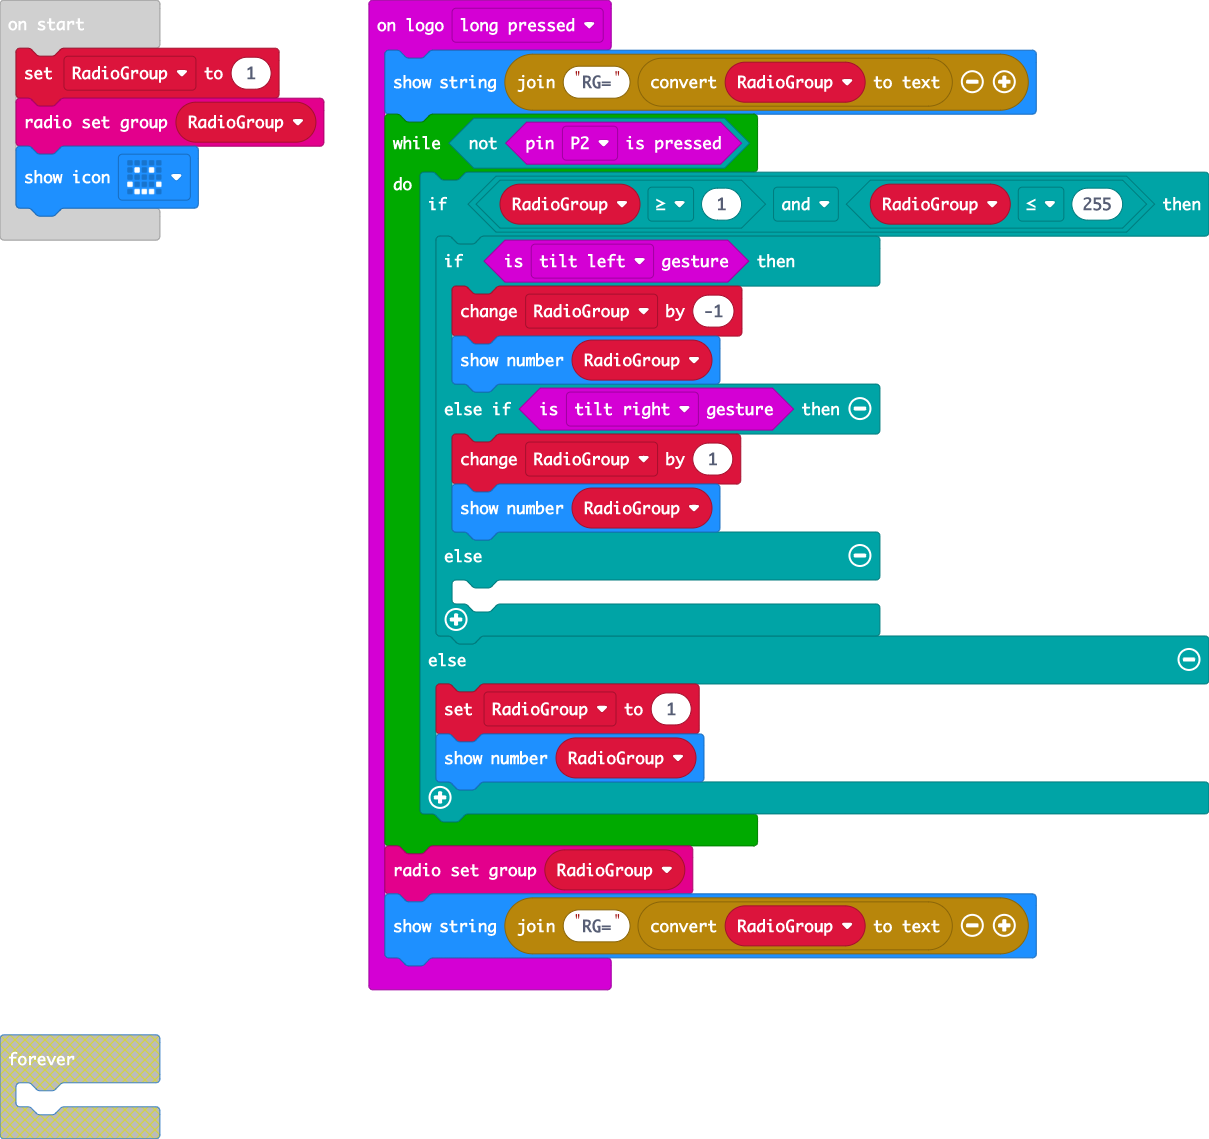 on start
set RadioGroup to 1
radio set group RadioGroup
show icon
on logo long pressed
show string join "RG=" convert RadioGroup to text
while not pin P2 is pressed
do
if RadioGroup ≥ 1 and RadioGroup ≤ 255 then
if is tilt left gesture then
change RadioGroup by -1
show number RadioGroup
else if is tilt right gesture then
change RadioGroup by 1
show number RadioGroup
else
else
set RadioGroup to 1
show number RadioGroup
radio set group RadioGroup
show string join "RG=" convert RadioGroup to text
forever